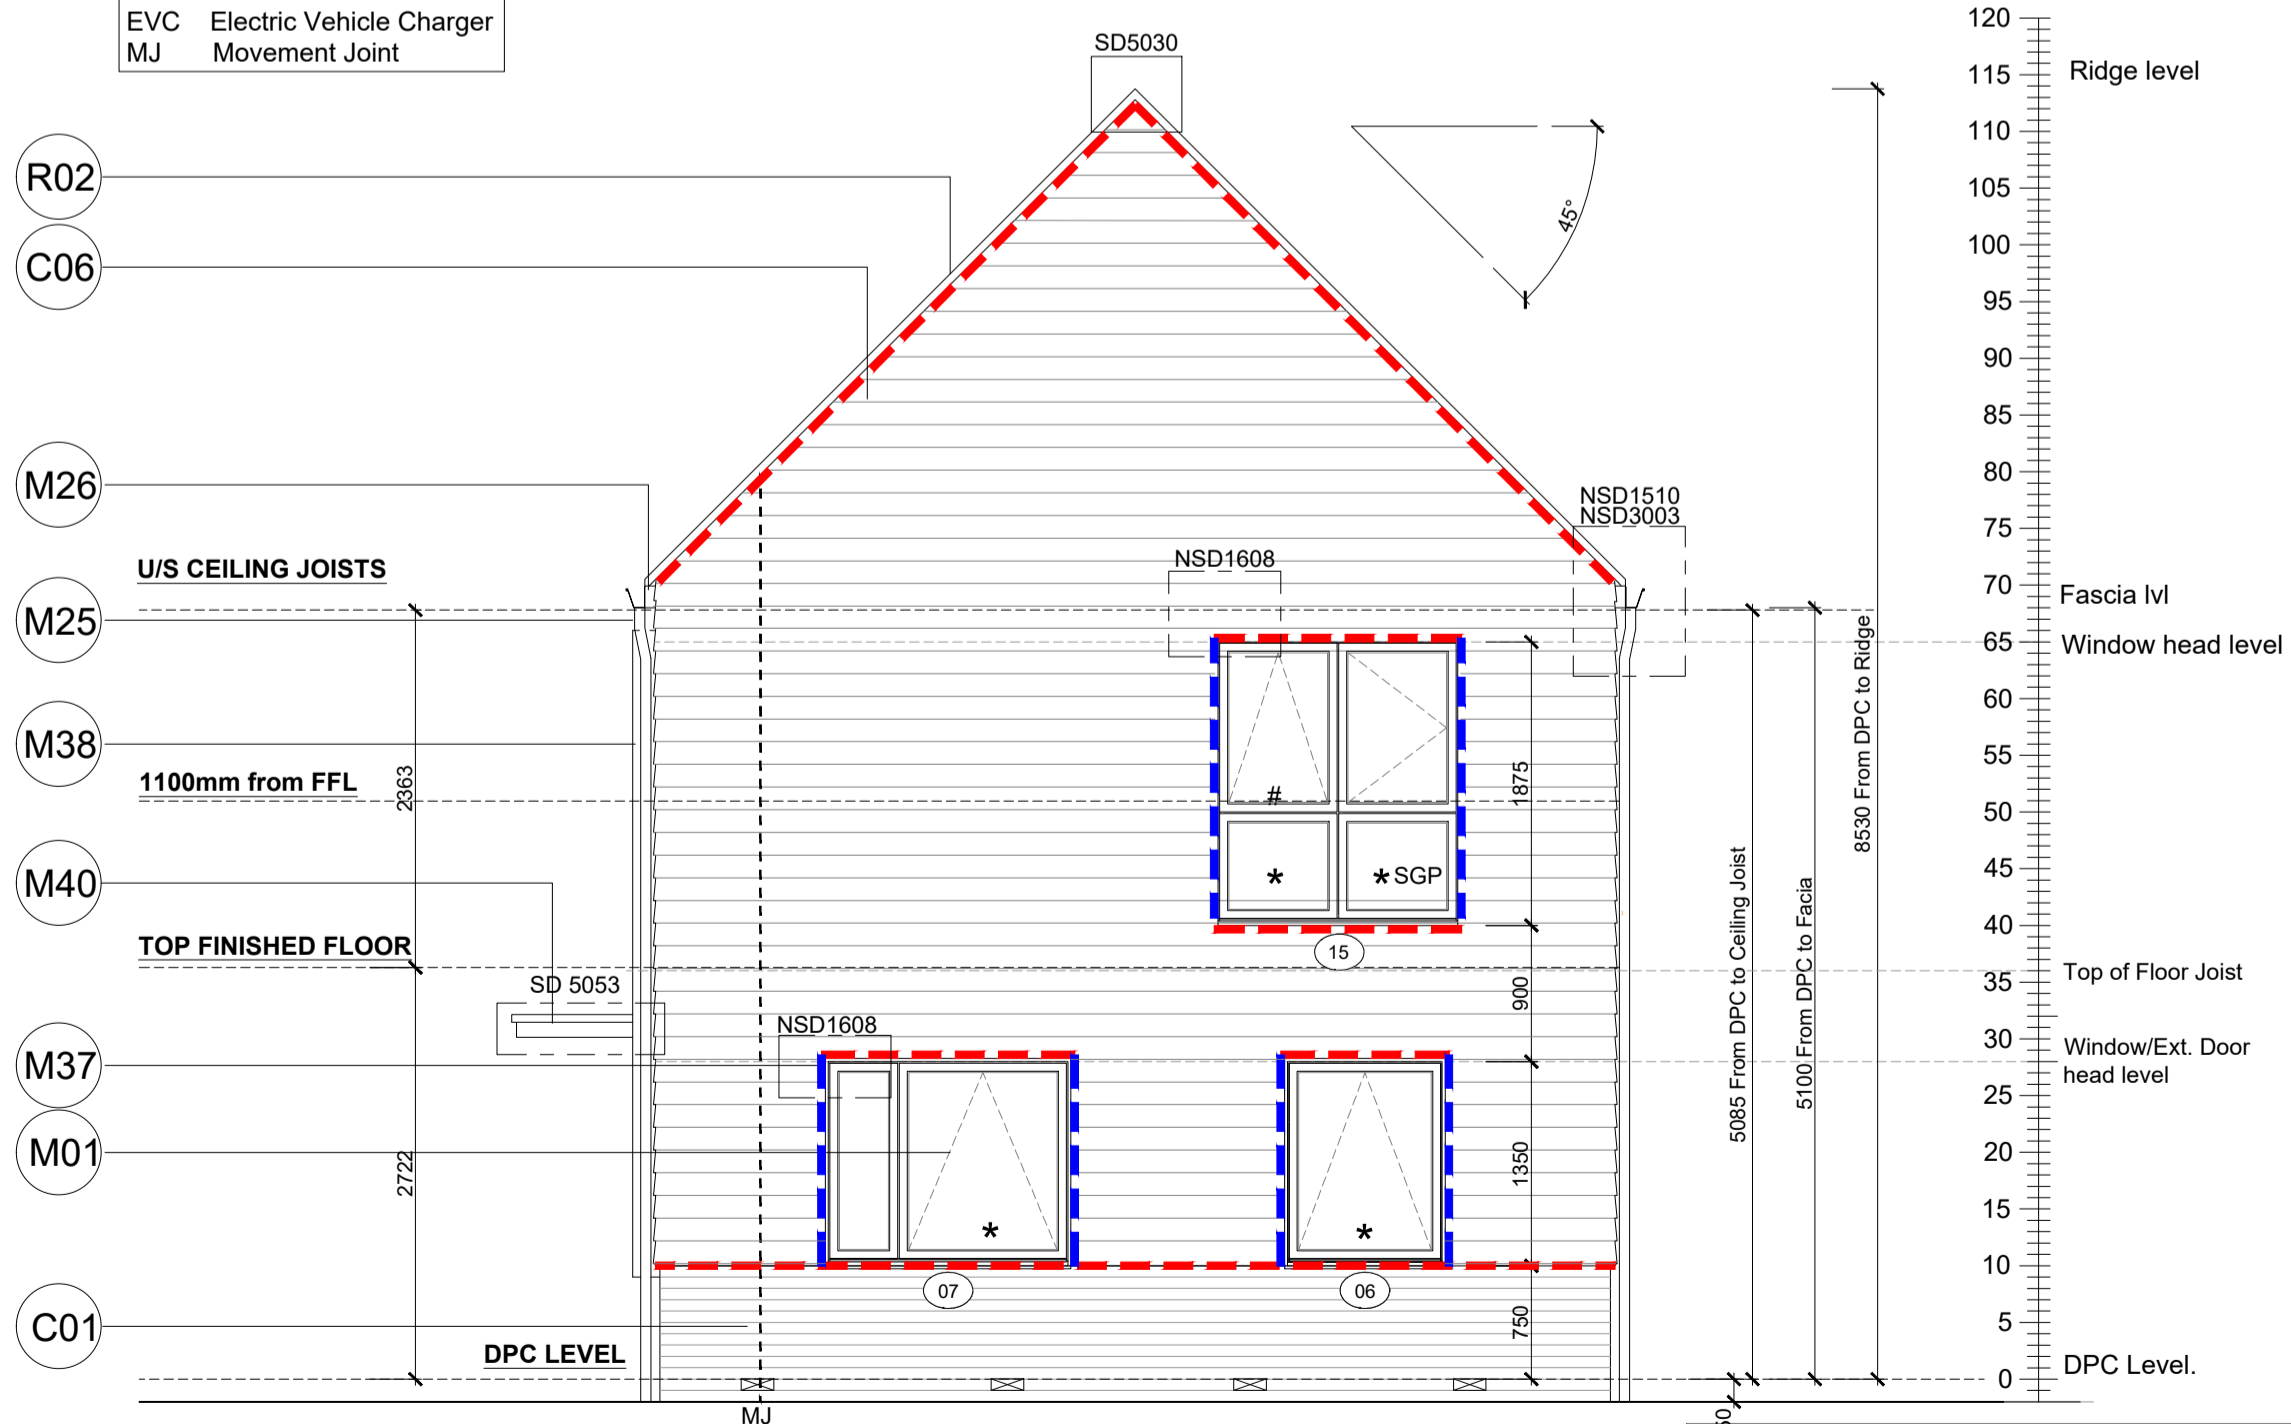 EVC Electric Vehicle Charger
MJ Movement Joint
SD5030
R02
C06
M26
U/S CEILING JOISTS
M25
M38
1100mm from FFL
2363
M40
TOP FINISHED FLOOR
SD 5053
M37
M01
2722
C01
DPC LEVEL
MJ
NSD1608
07
06
NSD1608
#
*
* SGP
15
*
*
45°
NSD1510
NSD3003
1875
900
1350
750
5085 From DPC to Ceiling Joist
5100 From DPC to Facia
8530 From DPC to Ridge
120
115
110
105
100
95
90
85
80
75
70
65
60
55
50
45
40
35
30
25
20
15
10
5
0
Ridge level
Fascia lvl
Window head level
Top of Floor Joist
Window/Ext. Door
head level
DPC Level.